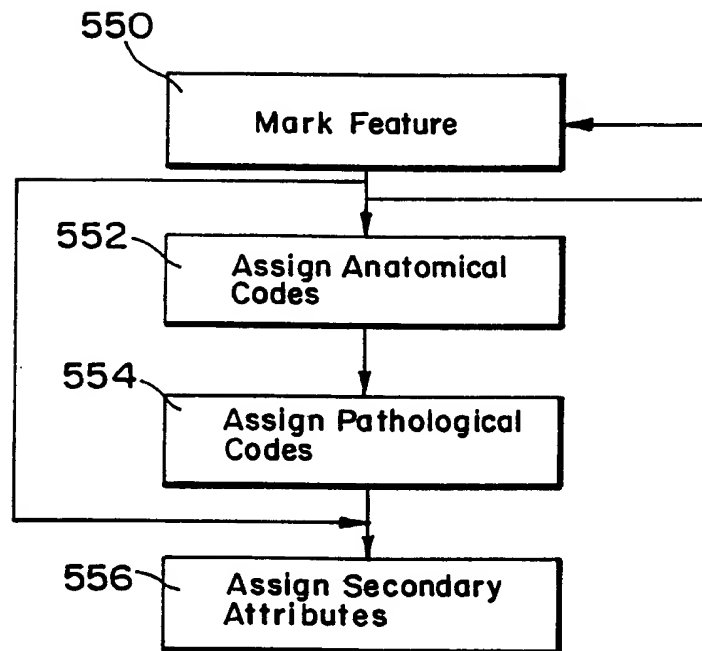 550
Mark Feature
552
Assign Anatomical
Codes
554
Assign Pathological
Codes
556
Assign Secondary
Attributes